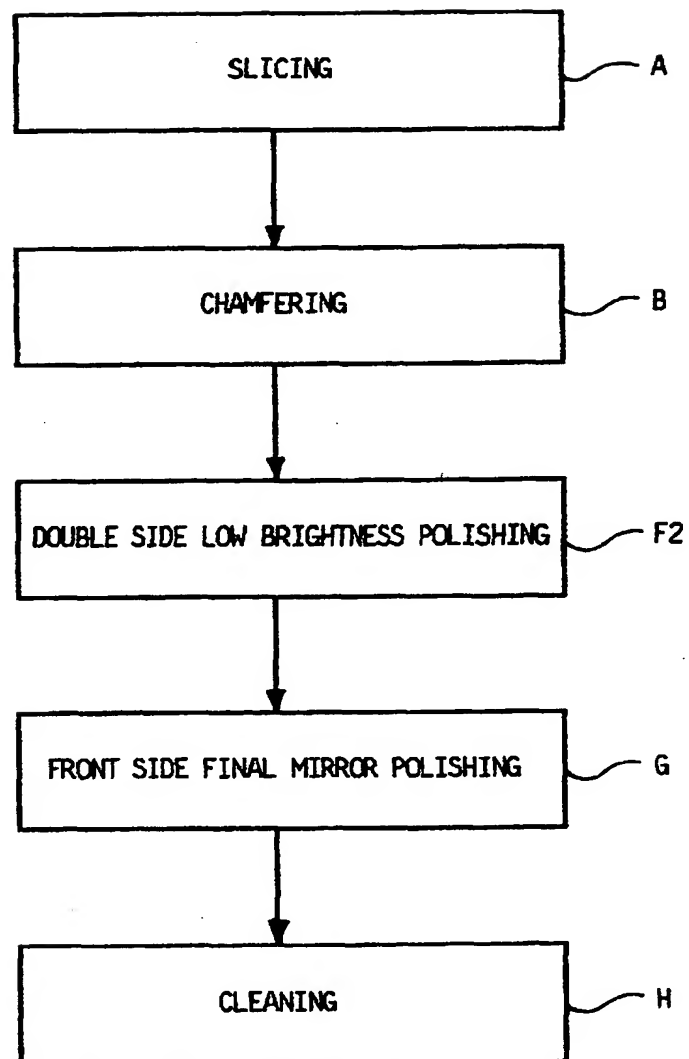 SLICING A
CHAMFERING B
DOUBLE SIDE LOW BRIGHTNESS POLISHING F2
FRONT SIDE FINAL MIRROR POLISHING G
CLEANING H